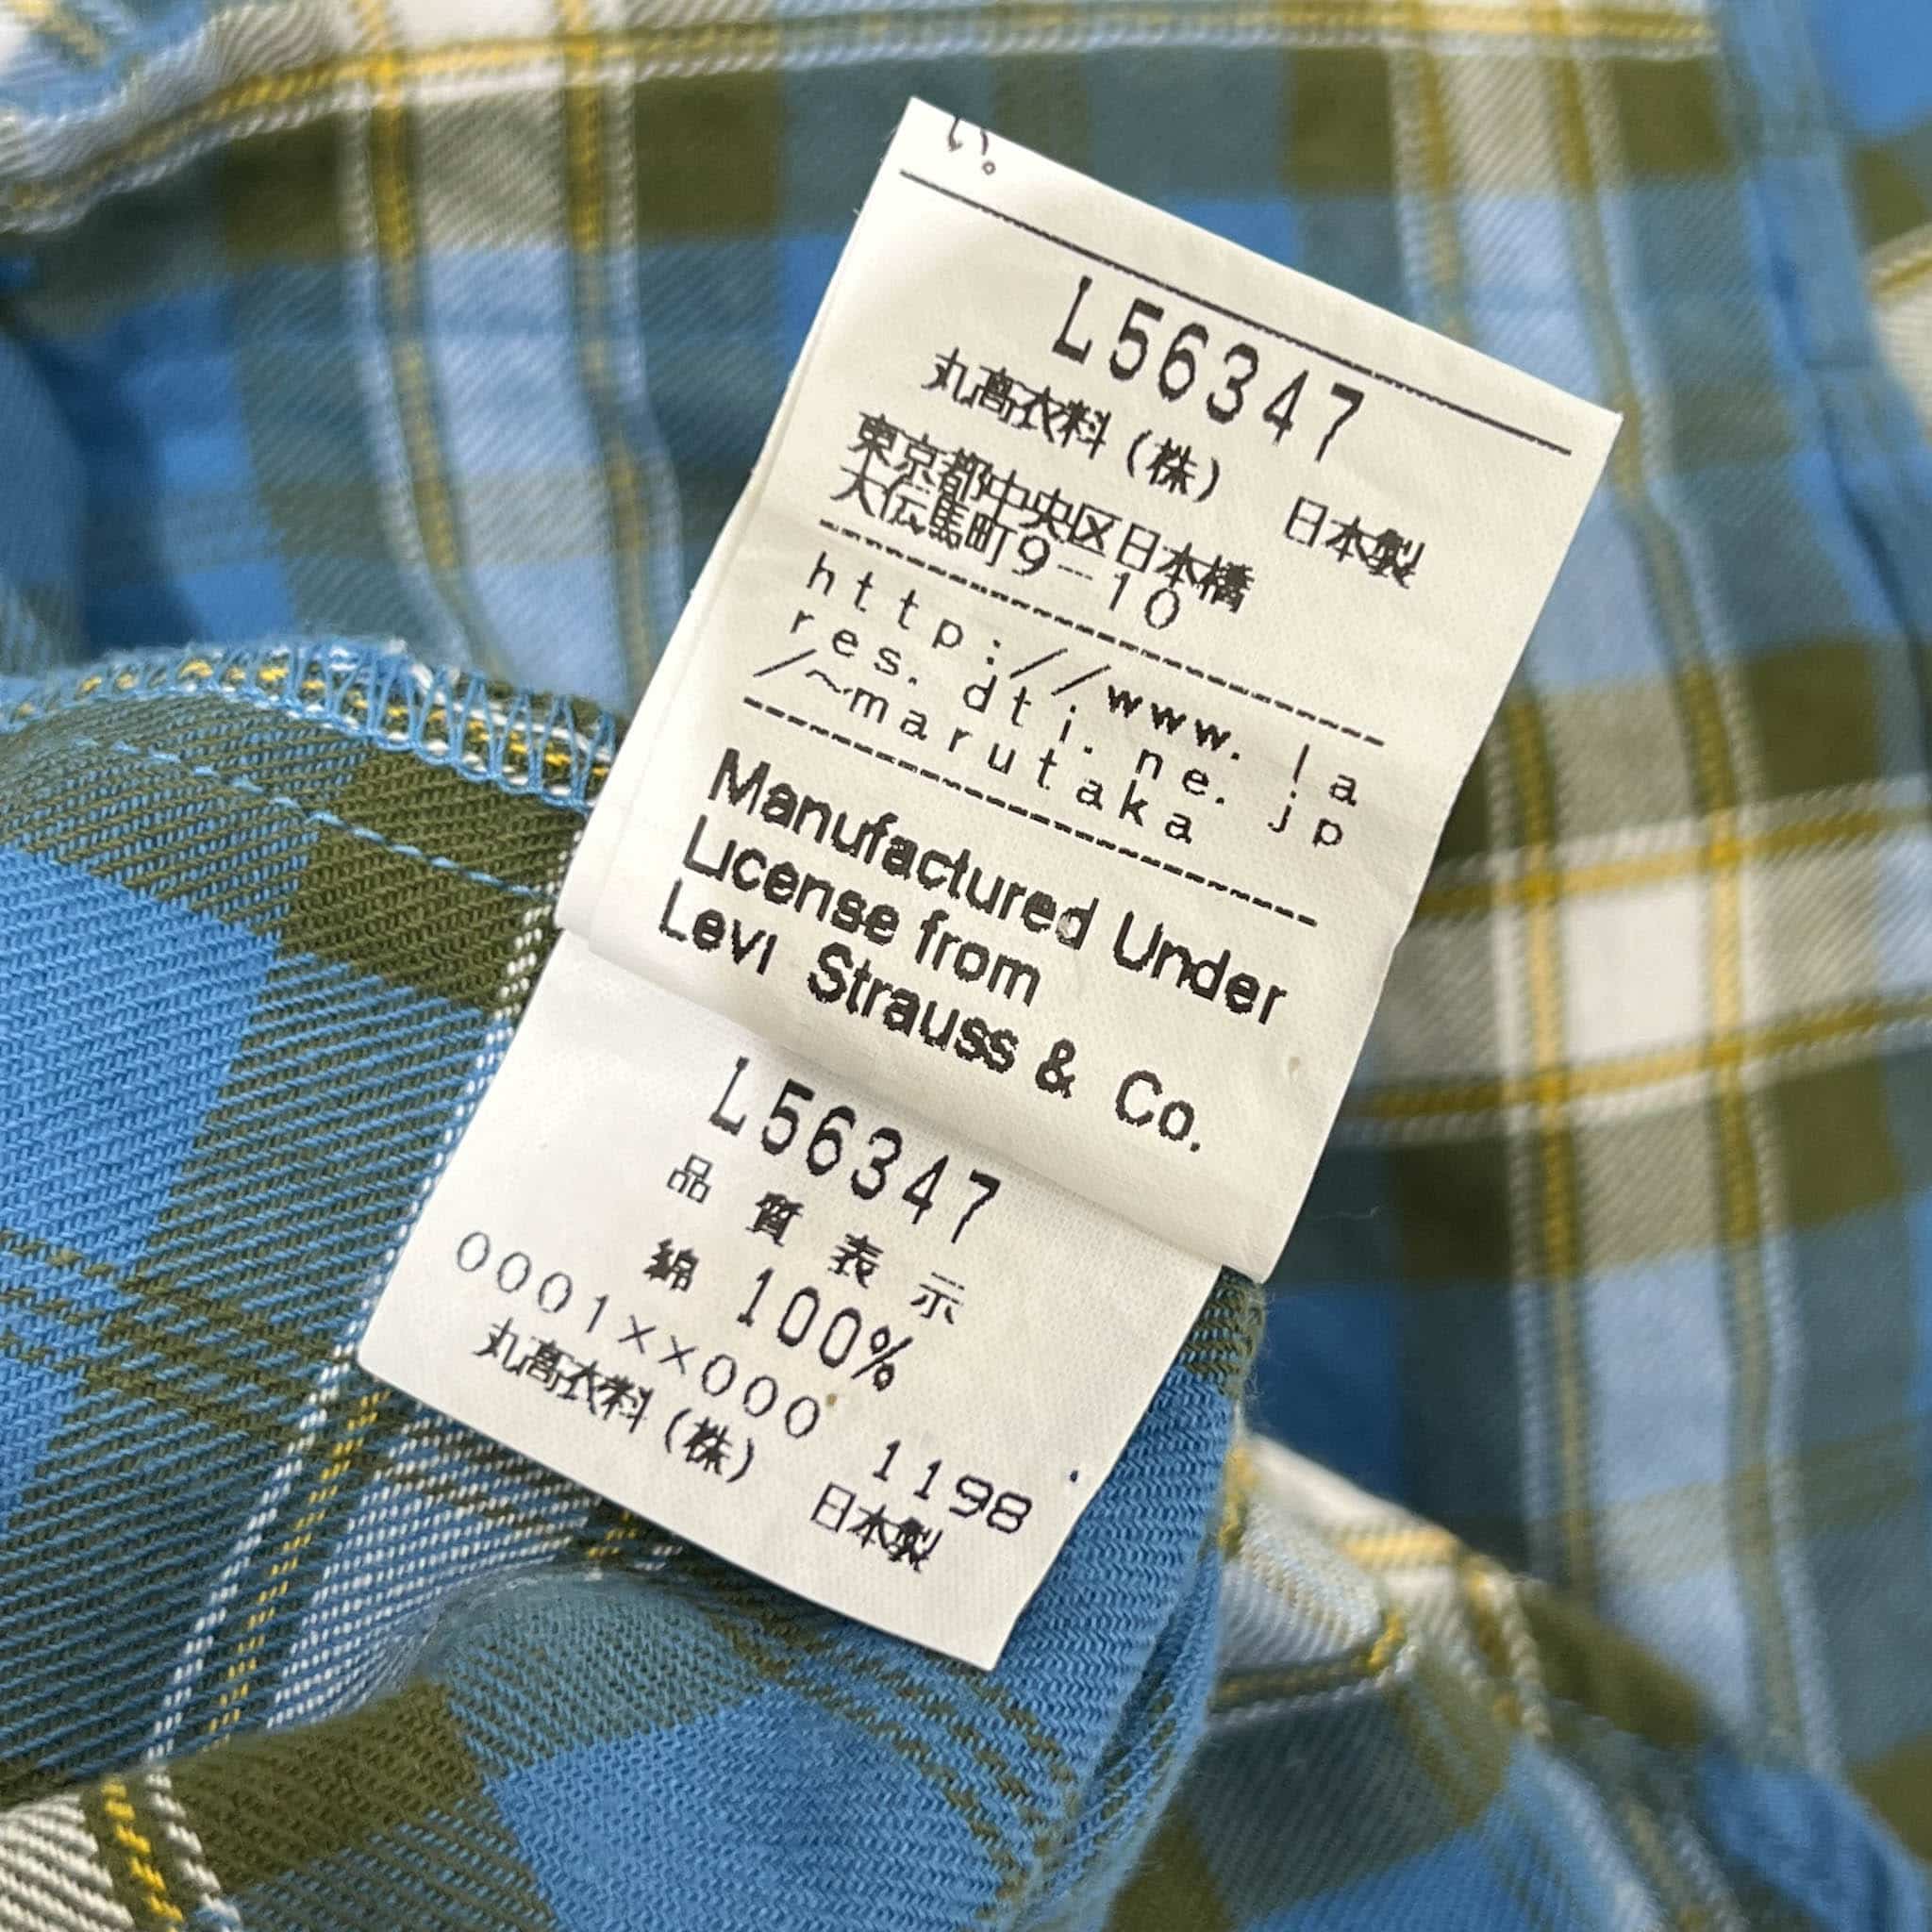 い。
L56347
丸高衣料(株) 日本製
東京都中央区日本橋
大伝馬町9-10
http://www.la
res.dti.ne.jp
/~marutaka
Manufactured Under
License from
Levi Strauss & Co.
L56347
品質表示
綿 100%
0001××000
1198
丸高衣料(株) 日本製